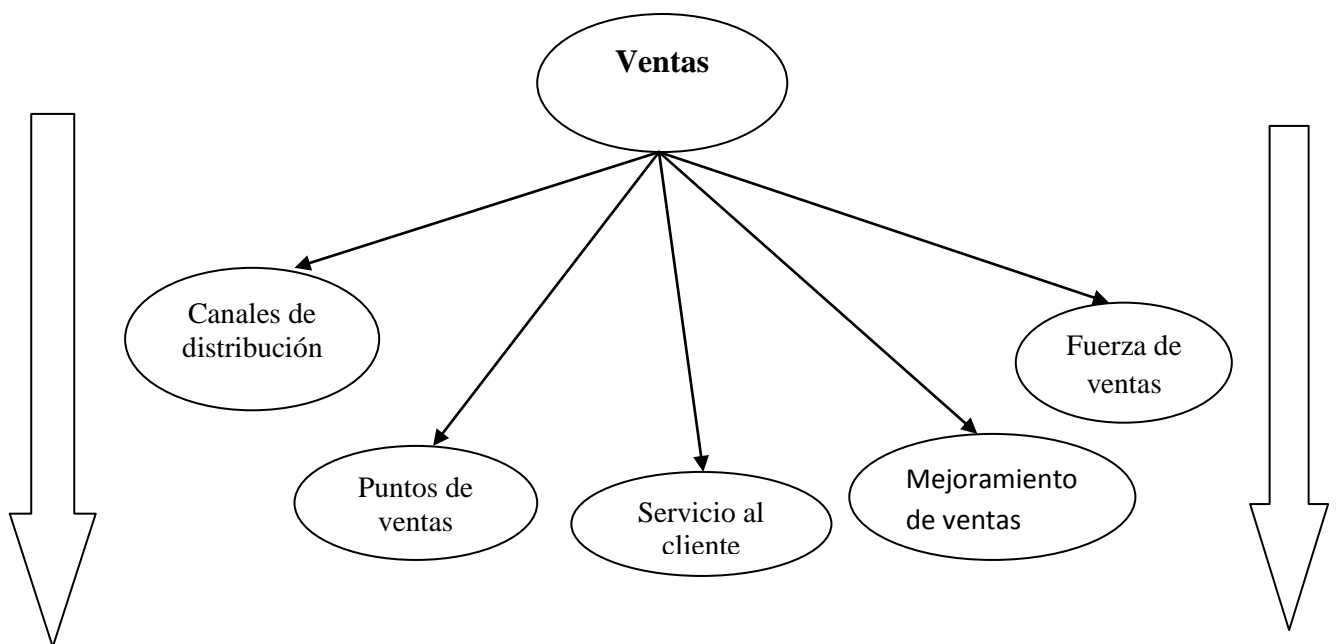 Ventas
Canales de
distribución
Fuerza de
ventas
Puntos de
ventas
Servicio al
cliente
Mejoramiento
de ventas